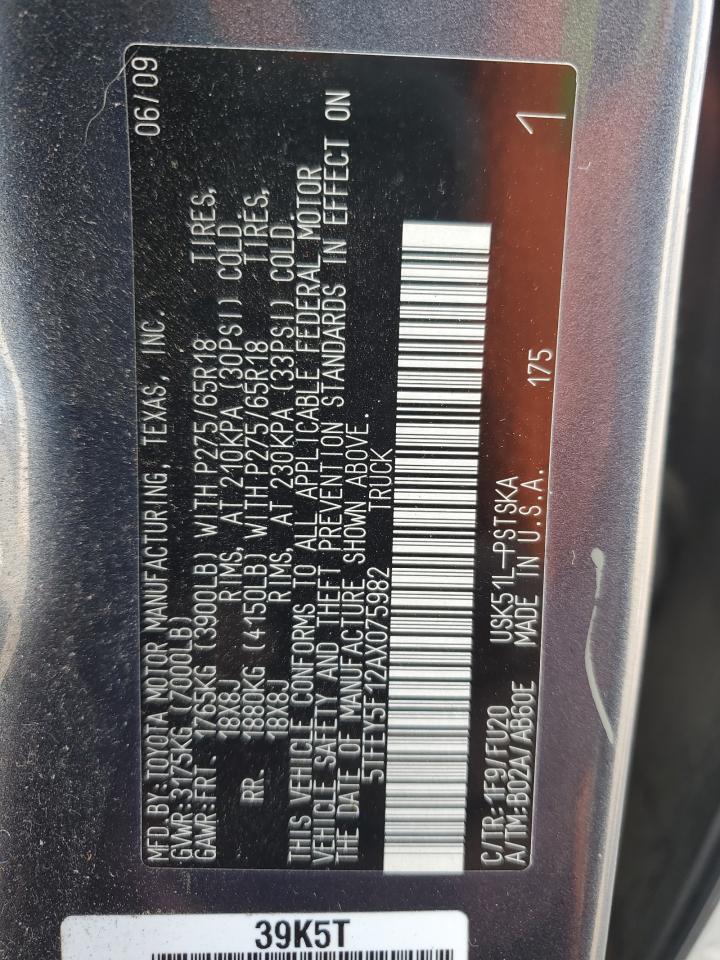 MFD.BY:TOYOTA MOTOR MANUFACTURING, TEXAS, INC. 06/09
GVWR:3175KG(7000LB)
GAWR:FRT. 1765KG (3900LB) WITH P275/65R18 TIRES,
18X8J RIMS, AT 210KPA (30PSI) COLD
RR. 1880KG (4150LB) WITH P275/65R18 TIRES,
18X8J RIMS, AT 230KPA (33PSI) COLD.
THIS VEHICLE CONFORMS TO ALL APPLICABLE FEDERAL MOTOR
VEHICLE SAFETY AND THEFT PREVENTION STANDARDS IN EFFECT ON
THE DATE OF MANUFACTURE SHOWN ABOVE.
5TFFY5F12AX075982 TRUCK
C/TR:1F9/FU20 USK51L-PSTSKA
A/TM:B02A/AB60E MADE IN U.S.A. 175 1
39K5T